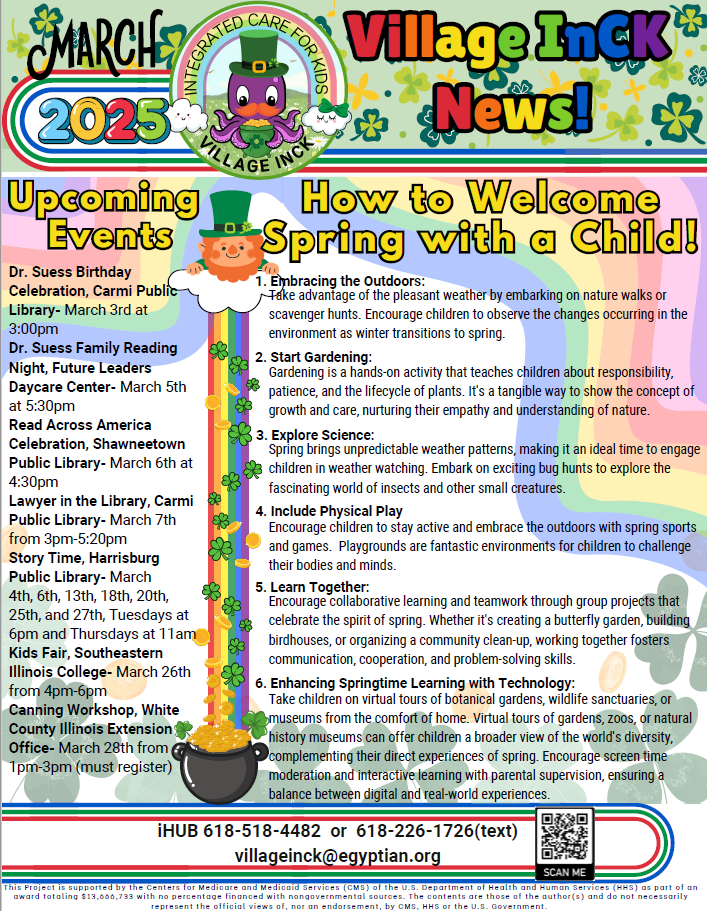 MARCH
2025
INTEGRATED CARE FOR KIDS
VILLAGE INCK
Village InCK
News!
Upcoming
Events
Dr. Suess Birthday
Celebration, Carmi Public
Library- March 3rd at
3:00pm
Dr. Suess Family Reading
Night, Future Leaders
Daycare Center- March 5th
at 5:30pm
Read Across America
Celebration, Shawneetown
Public Library- March 6th at
4:30pm
Lawyer in the Library, Carmi
Public Library- March 7th
from 3pm-5:20pm
Story Time, Harrisburg
Public Library- March
4th, 6th, 13th, 18th, 20th,
25th, and 27th, Tuesdays at
6pm and Thursdays at 11am
Kids Fair, Southeastern
Illinois College- March 26th
from 4pm-6pm
Canning Workshop, White
County Illinois Extension
Office- March 28th from
1pm-3pm (must register)
How to Welcome
Spring with a Child!
1. Embracing the Outdoors:
Take advantage of the pleasant weather by embarking on nature walks or
scavenger hunts. Encourage children to observe the changes occurring in the
environment as winter transitions to spring.
2. Start Gardening:
Gardening is a hands-on activity that teaches children about responsibility,
patience, and the lifecycle of plants. It's a tangible way to show the concept of
growth and care, nurturing their empathy and understanding of nature.
3. Explore Science:
Spring brings unpredictable weather patterns, making it an ideal time to engage
children in weather watching. Embark on exciting bug hunts to explore the
fascinating world of insects and other small creatures.
4. Include Physical Play
Encourage children to stay active and embrace the outdoors with spring sports
and games. Playgrounds are fantastic environments for children to challenge
their bodies and minds.
5. Learn Together:
Encourage collaborative learning and teamwork through group projects that
celebrate the spirit of spring. Whether it's creating a butterfly garden, building
birdhouses, or organizing a community clean-up, working together fosters
communication, cooperation, and problem-solving skills.
6. Enhancing Springtime Learning with Technology:
Take children on virtual tours of botanical gardens, wildlife sanctuaries, or
museums from the comfort of home. Virtual tours of gardens, zoos, or natural
history museums can offer children a broader view of the world's diversity,
complementing their direct experiences of spring. Encourage screen time
moderation and interactive learning with parental supervision, ensuring a
balance between digital and real-world experiences.
iHUB 618-518-4482 or 618-226-1726(text)
villageinck@egyptian.org
SCAN ME
This Project is supported by the Centers for Medicare and Medicaid Services (CMS) of the U.S. Department of Health and Human Services (HHS) as part of an
award totaling $13,666,733 with no percentage financed with nongovernmental sources. The contents are those of the author(s) and do not necessarily
represent the official views of, nor an endorsement, by CMS, HHS or the U.S. Government.